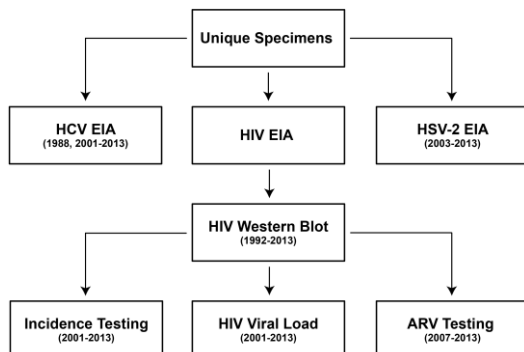 Unique Specimens
HCV EIA
(1988, 2001-2013)
HIV EIA
HSV-2 EIA
(2003-2013)
HIV Western Blot
(1992-2013)
Incidence Testing
(2001-2013)
HIV Viral Load
(2001-2013)
ARV Testing
(2007-2013)